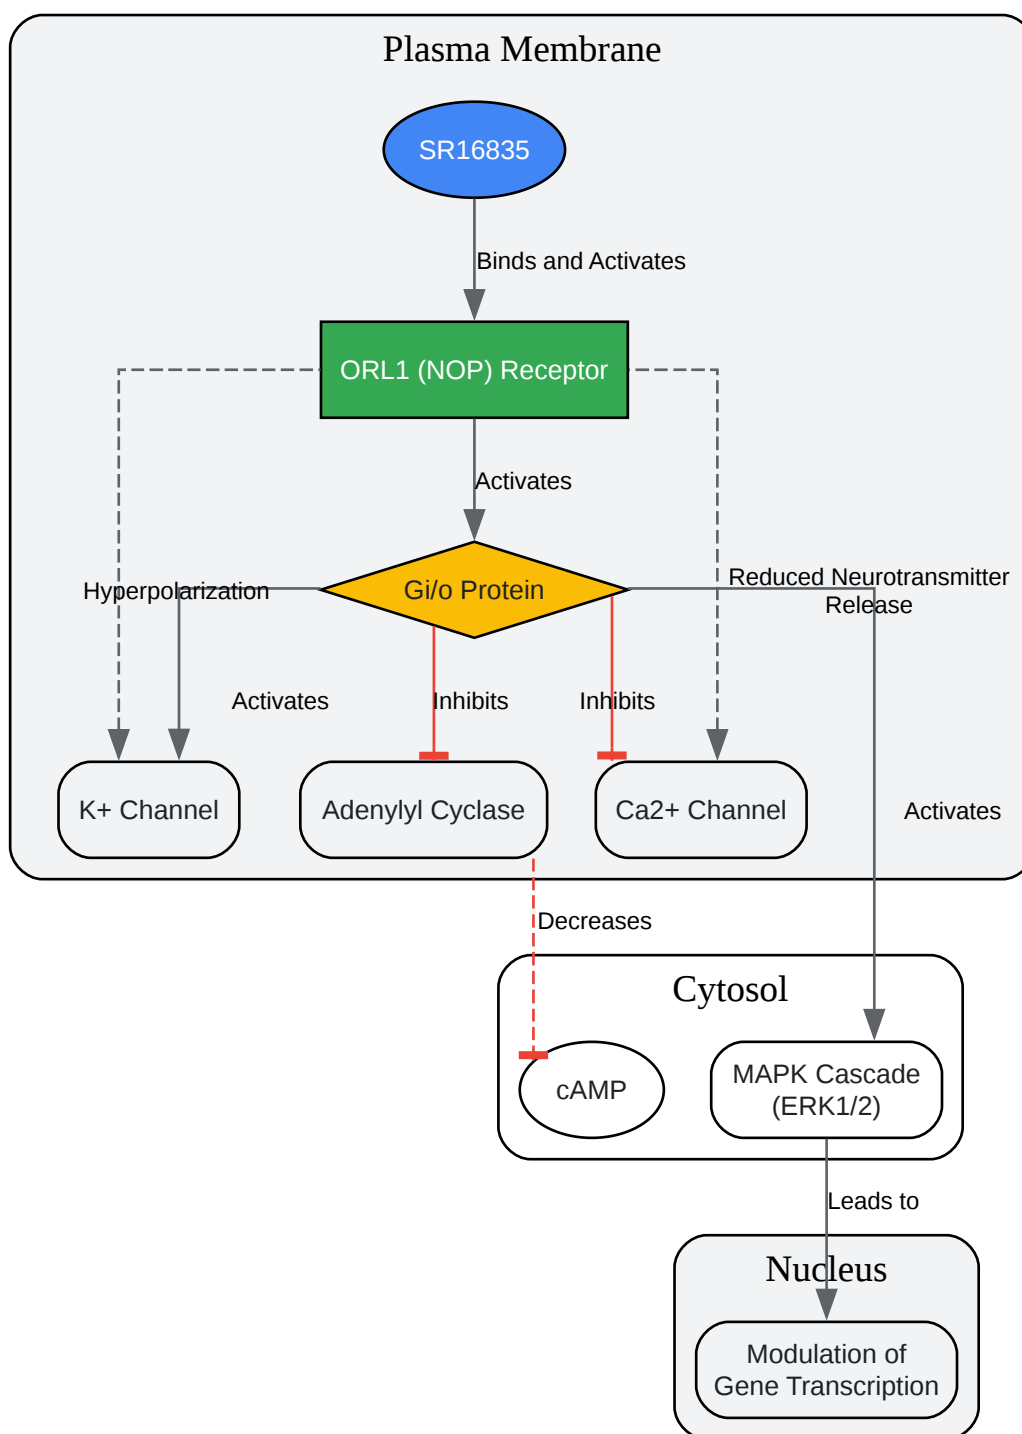 Plasma Membrane
SR16835
Binds and Activates
ORL1 (NOP) Receptor
Activates
Gi/o Protein
Hyperpolarization
Reduced Neurotransmitter
Release
Activates
Inhibits
Inhibits
K+ Channel
Adenylyl Cyclase
Ca2+ Channel
Activates
Decreases
Cytosol
cAMP
MAPK Cascade
(ERK1/2)
Leads to
Nucleus
Modulation of
Gene Transcription